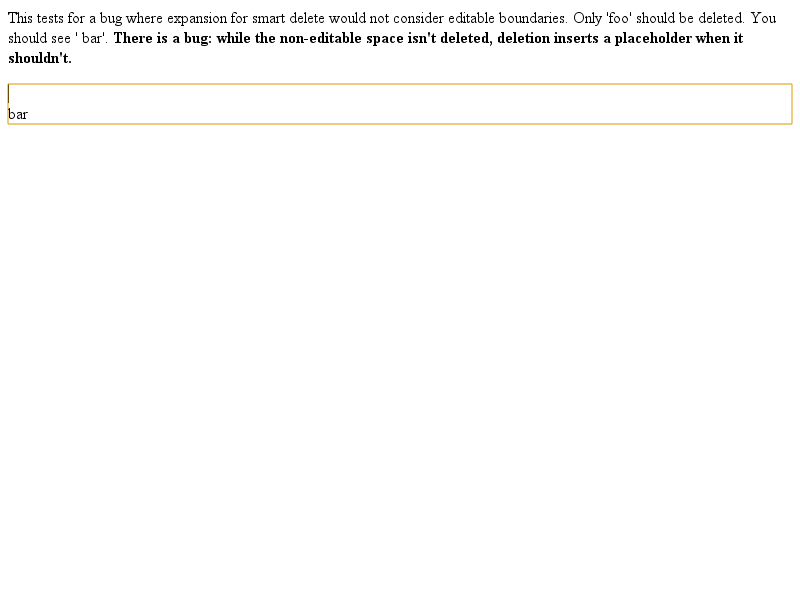 This tests for a bug where expansion for smart delete would not consider editable boundaries. Only 'foo' should be deleted. You
should see ' bar'. There is a bug: while the non-editable space isn't deleted, deletion inserts a placeholder when it
shouldn't.
bar